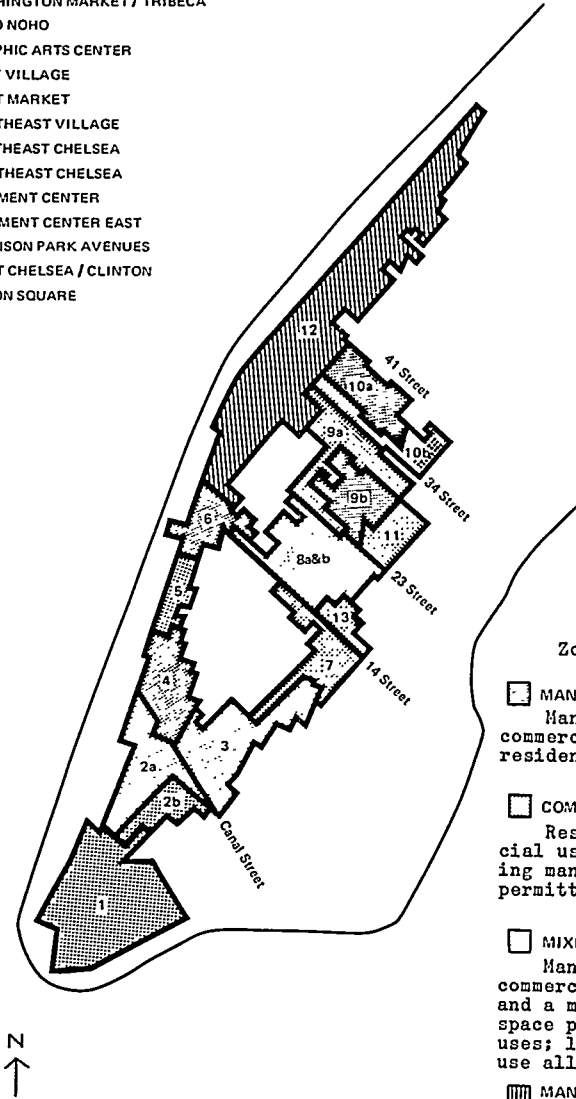 HINGTON MARKET / TRIBECA
O NOHO
PHIC ARTS CENTER
T VILLAGE
T MARKET
THEAST VILLAGE
THEAST CHELSEA
THEAST CHELSEA
MENT CENTER
MENT CENTER EAST
ISON PARK AVENUES
T CHELSEA / CLINTON
ON SQUARE
12
41 Street
10a
10b
9a
34 Street
9b
11
6
8a&b
23 Street
5
13
7
14 Street
4
3
2a
2b
Canal Street
1
N
Zo
MAN
Man
commerc
residen
COM
Res
cial us
ing man
permitt
MIX
Man
commerc
and a m
space p
uses; l
use all
MAN